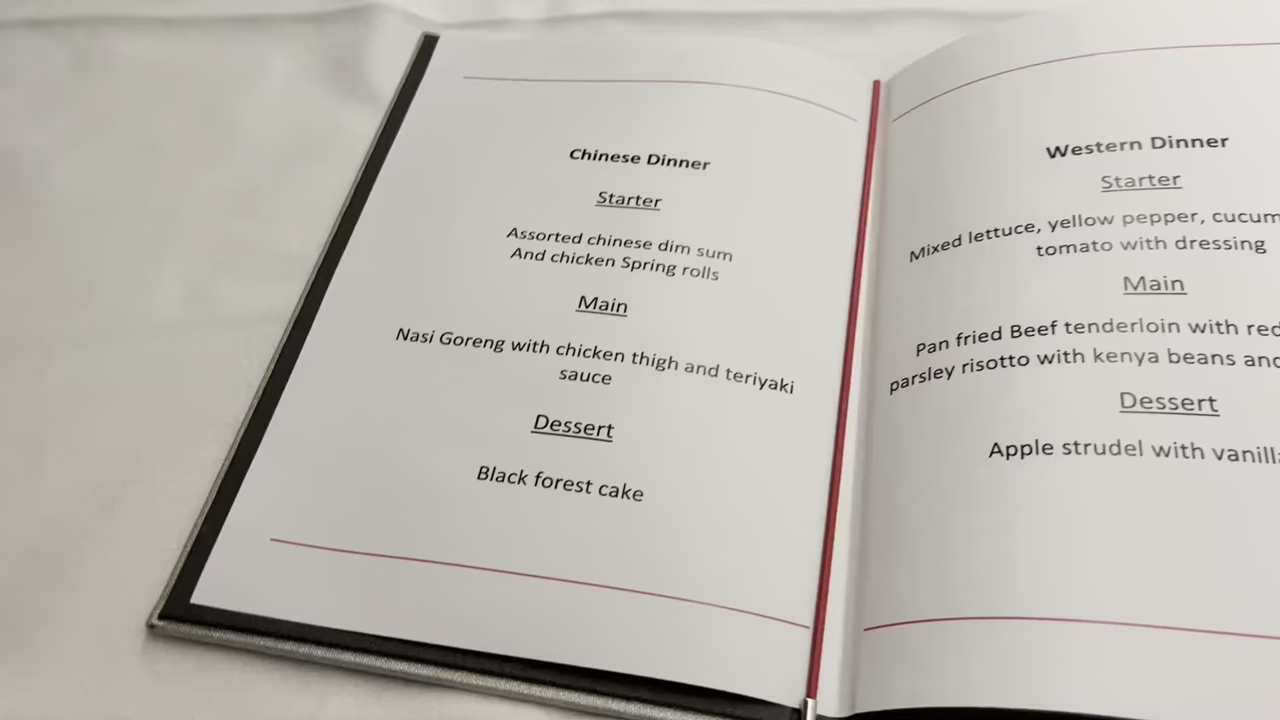 Chinese Dinner
Starter
Assorted chinese dim sum
And chicken Spring rolls
Main
Nasi Goreng with chicken thigh and teriyaki
sauce
Dessert
Black forest cake
Western Dinner
Starter
Mixed lettuce, yellow pepper,
tomato with dressing
Main
Pan fried Beef tenderloin with
parsley risotto with kenya beans
Dessert
Apple strudel with